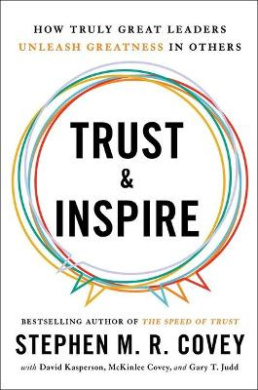 HOW TRULY GREAT LEADERS
UNLEASH GREATNESS IN OTHERS
TRUST
&
INSPIRE
BESTSELLING AUTHOR OF THE SPEED OF TRUST
STEPHEN M. R. COVEY
with David Kasperson, McKinlee Covey, and Gary T. Judd